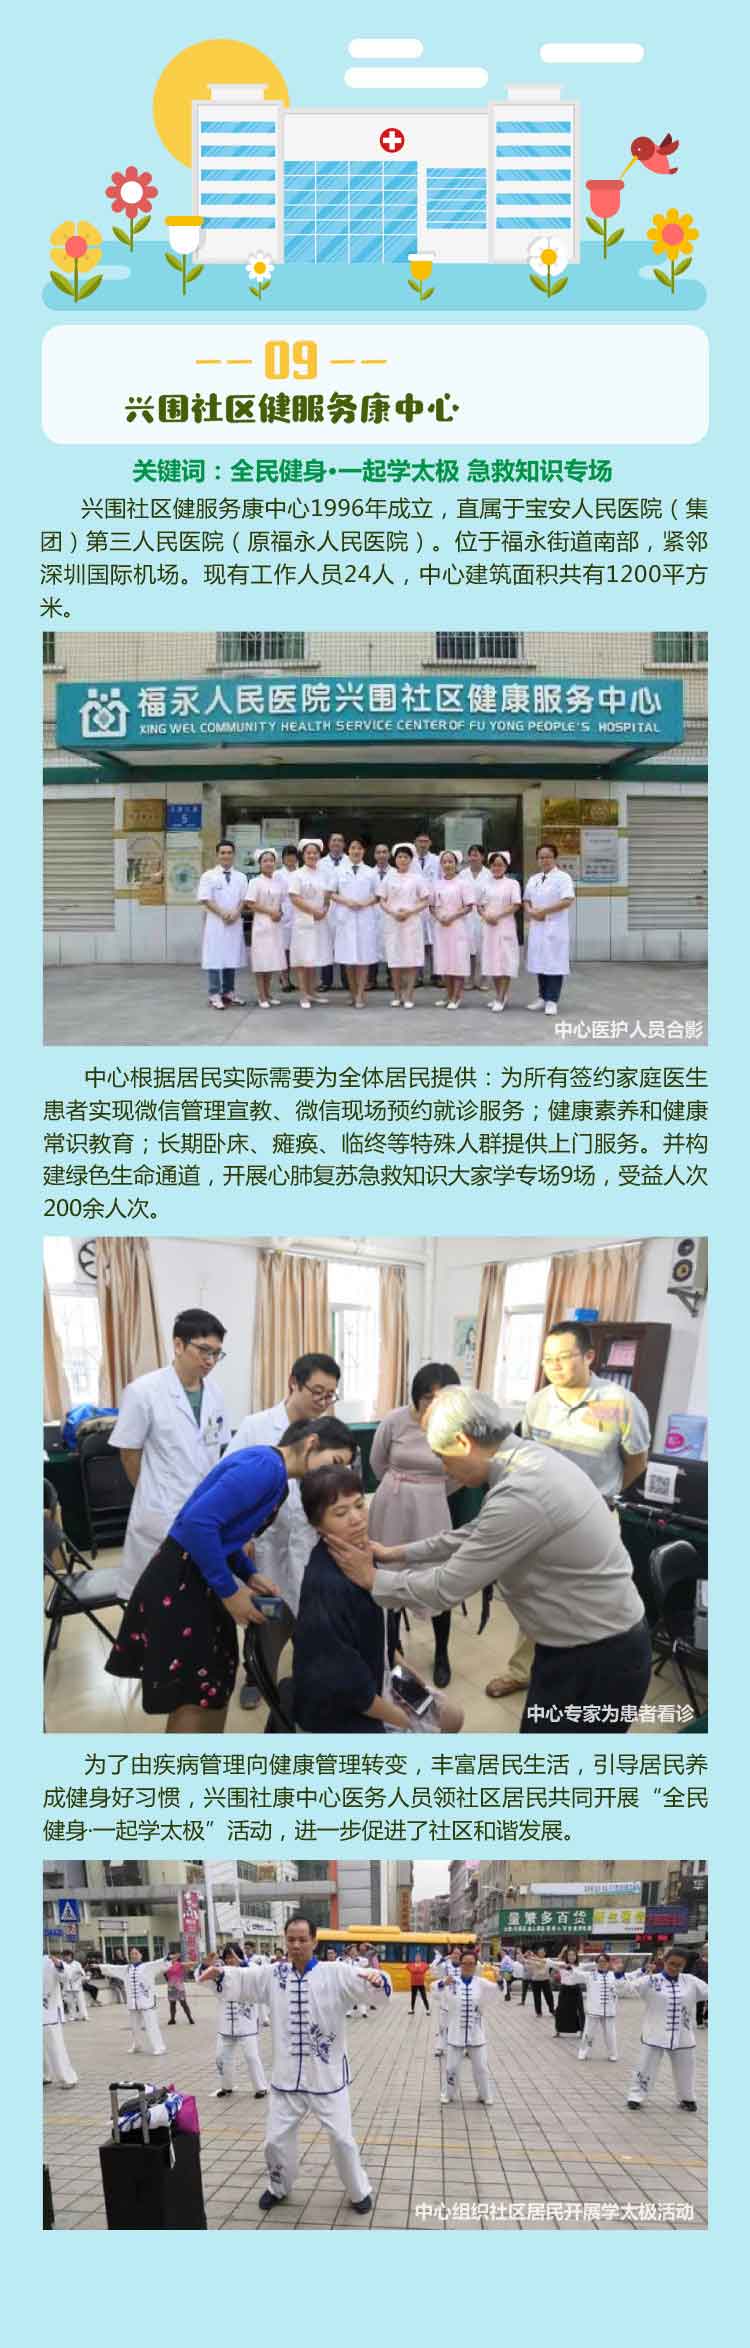 09
兴围社区健服务康中心
关键词：全民健身·一起学太极 急救知识专场
兴围社区健服务康中心1996年成立，直属于宝安人民医院（集
团）第三人民医院（原福永人民医院）。位于福永街道南部，紧邻
深圳国际机场。现有工作人员24人，中心建筑面积共有1200平方
米。
福永人民医院兴围社区健康服务中心
XING WEI COMMUNITY HEALTH SERVICE CENTER OF FU YONG PEOPLE'S HOSPITAL
5
中心医护人员合影
中心根据居民实际需要为全体居民提供：为所有签约家庭医生
患者实现微信管理宣教、微信现场预约就诊服务；健康素养和健康
常识教育；长期卧床、瘫痪、临终等特殊人群提供上门服务。并构
建绿色生命通道，开展心肺复苏急救知识大家学专场9场，受益人次
200余人次。
中心专家为患者看诊
为了由疾病管理向健康管理转变，丰富居民生活，引导居民养
成健身好习惯，兴围社康中心医务人员领社区居民共同开展“全民
健身·一起学太极”活动，进一步促进了社区和谐发展。
量繁多百货
中心组织社区居民开展学太极活动